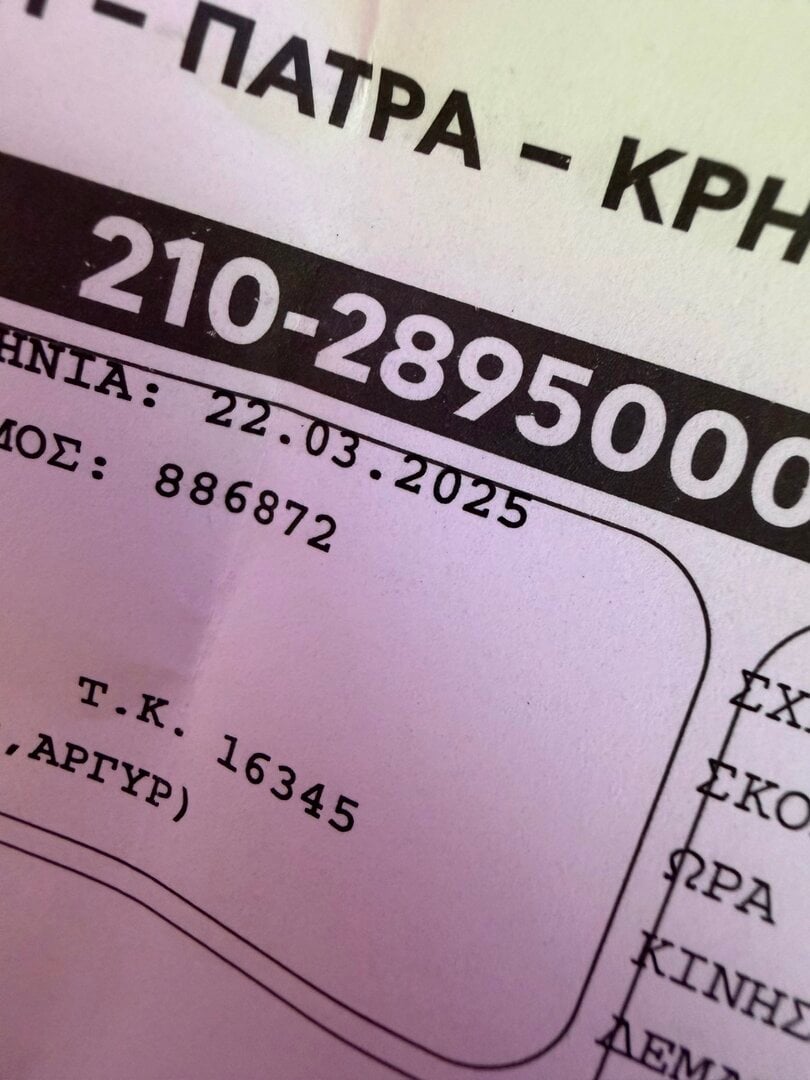 – ΠΑΤΡΑ – ΚΡΗ
210-2895000
ΗΝΙΑ: 22.03.2025
ΜΟΣ: 886872
Τ.Κ. 16345
,ΑΡΓΥΡ)
ΣΧ
ΣΚΟ
ΩΡΑ
ΚΙΝΗΣ
ΔΕΜΑ